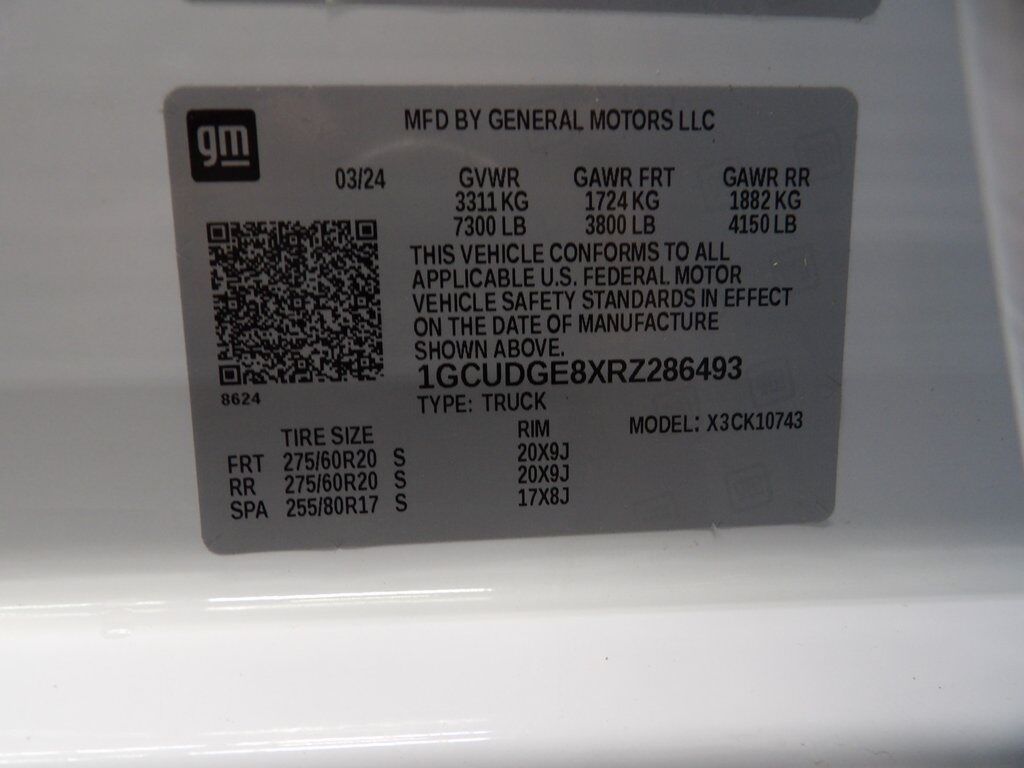 gm
MFD BY GENERAL MOTORS LLC
03/24 GVWR GAWR FRT GAWR RR
3311 KG 1724 KG 1882 KG
7300 LB 3800 LB 4150 LB
THIS VEHICLE CONFORMS TO ALL
APPLICABLE U.S. FEDERAL MOTOR
VEHICLE SAFETY STANDARDS IN EFFECT
ON THE DATE OF MANUFACTURE
SHOWN ABOVE.
1GCUDGE8XRZ286493
8624
TYPE: TRUCK
MODEL: X3CK10743
TIRE SIZE RIM
FRT 275/60R20 S 20X9J
RR 275/60R20 S 20X9J
SPA 255/80R17 S 17X8J